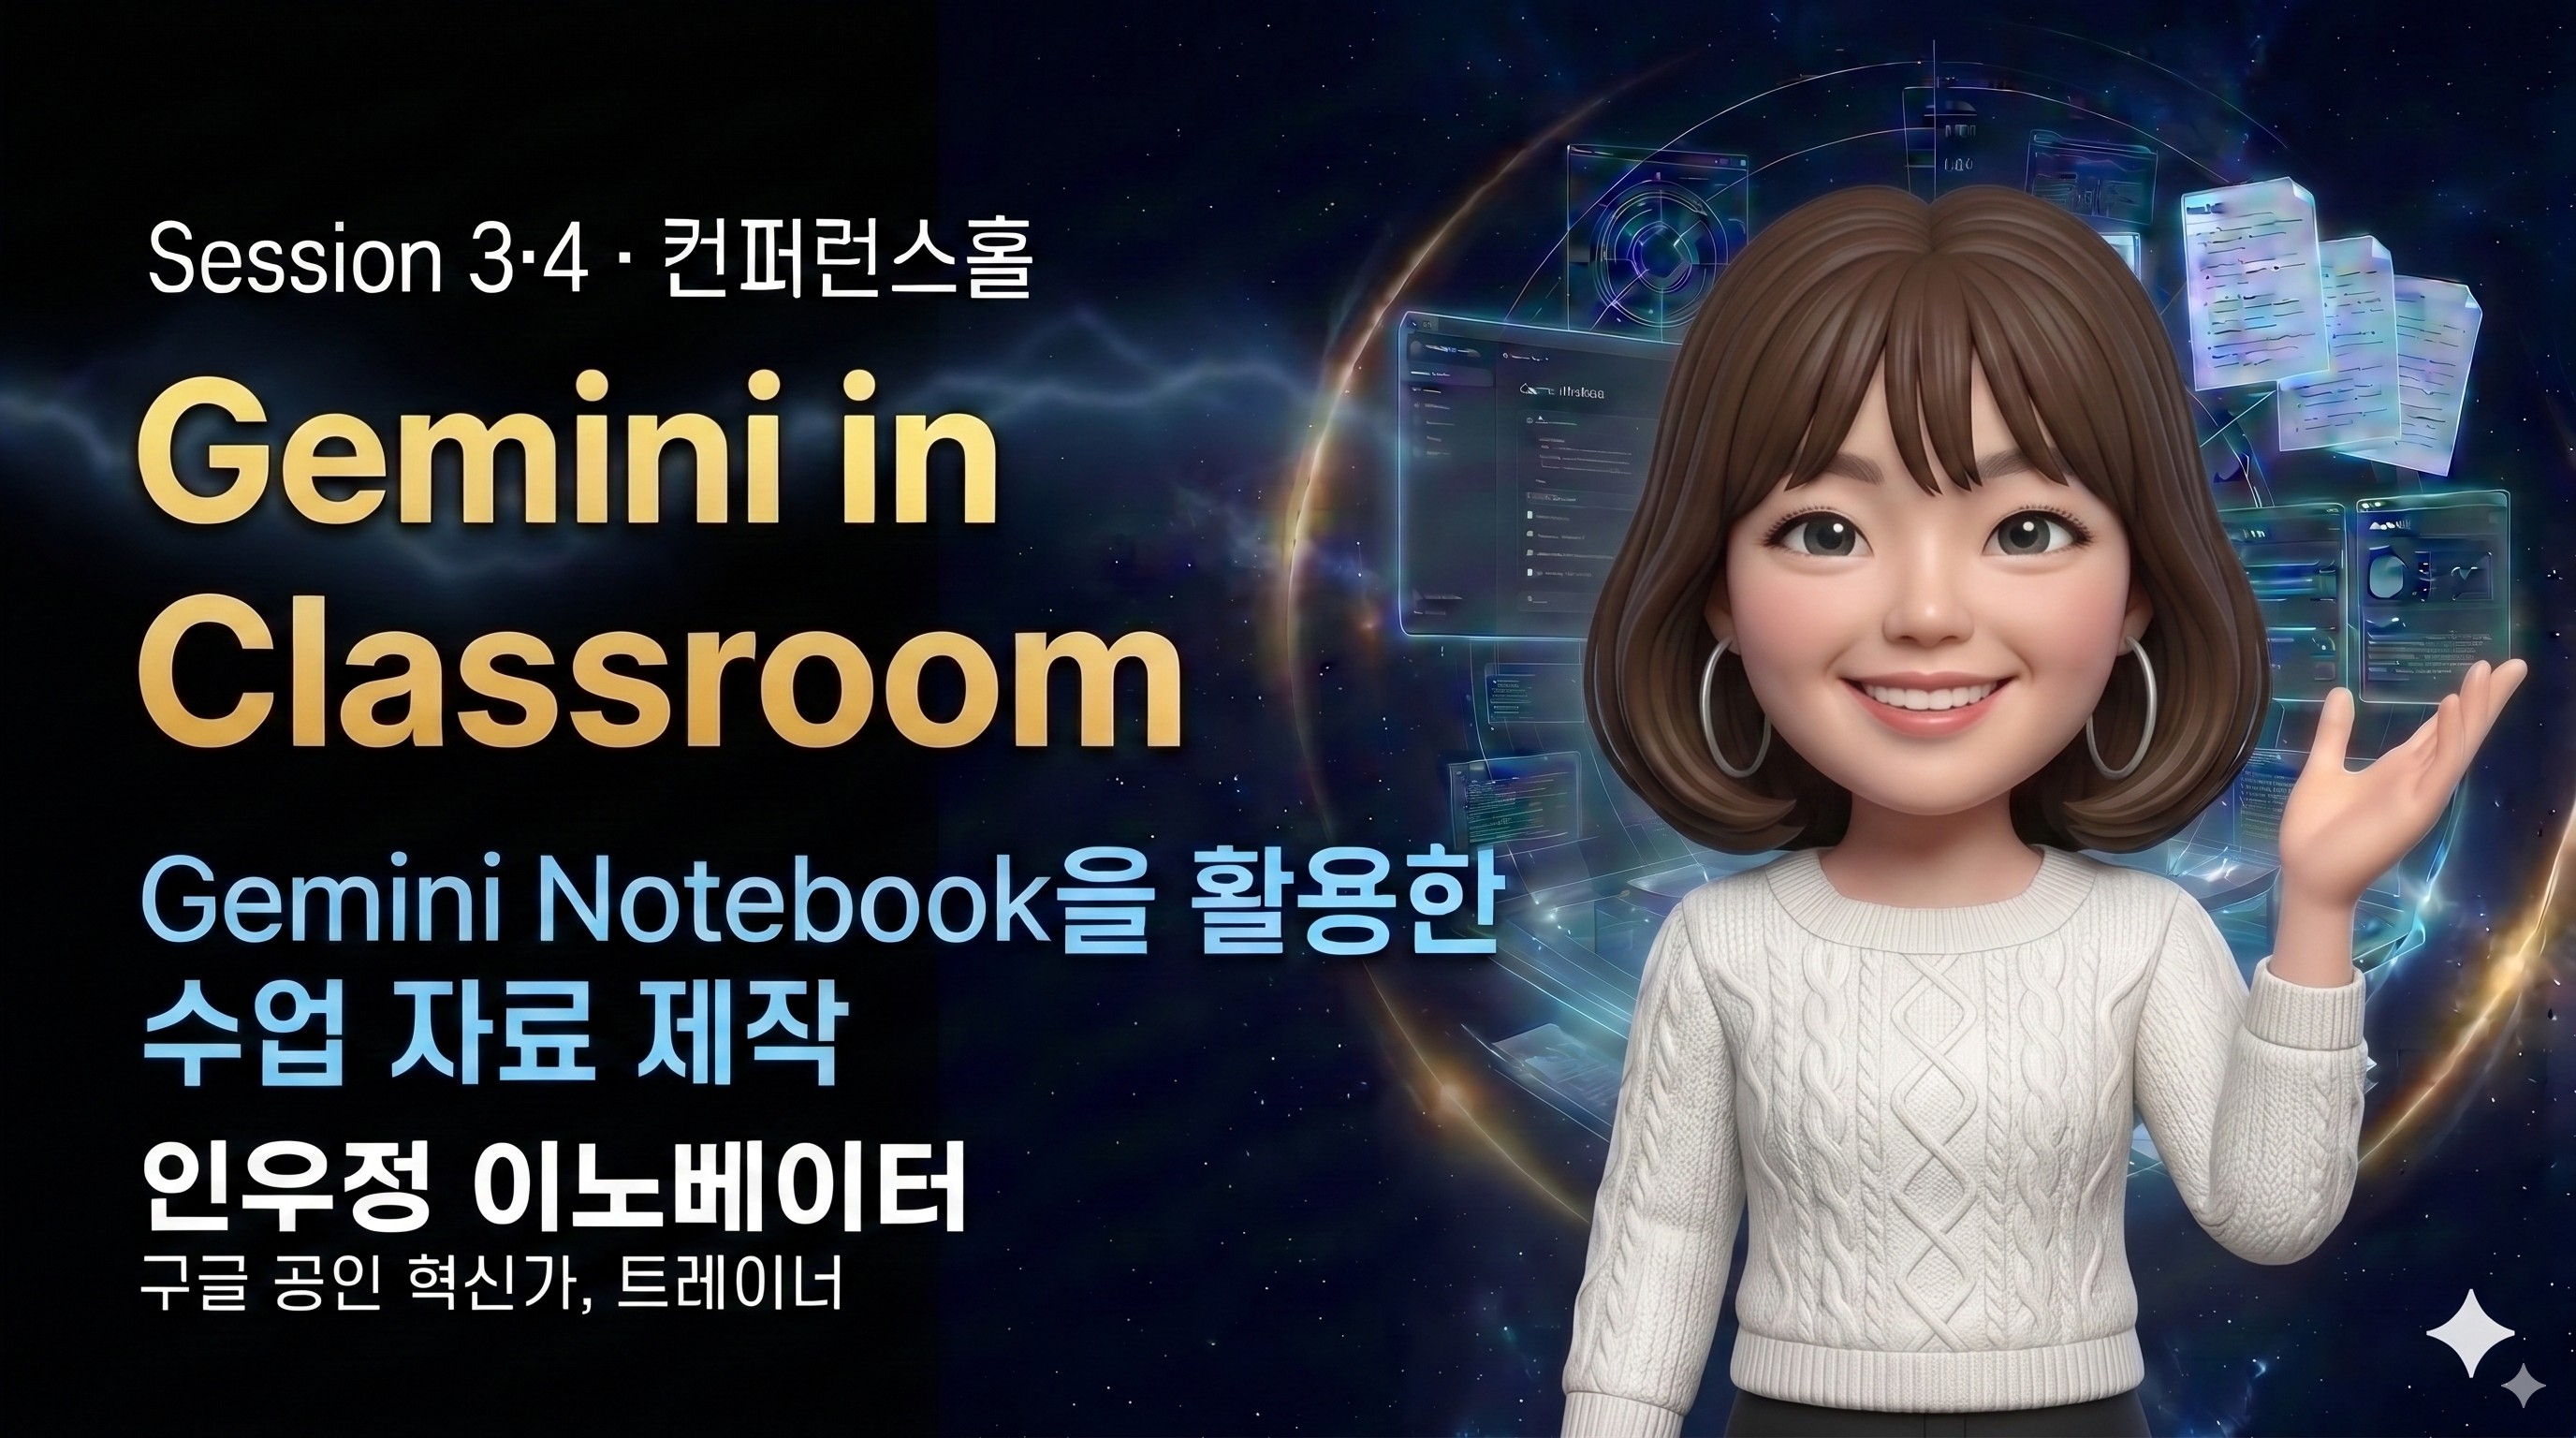 Session 3·4 · 컨퍼런스홀
Gemini in
Classroom
Gemini Notebook을 활용한
수업 자료 제작
인우정 이노베이터
구글 공인 혁신가, 트레이너